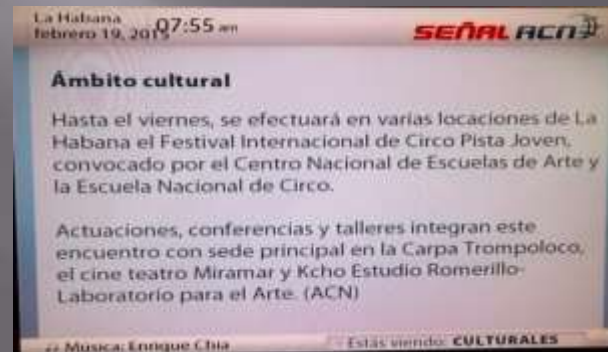 La Habana
febrero 19, 2015 07:55 am
SEÑAL ACN
Ámbito cultural
Hasta el viernes, se efectuará en varias locaciones de La
Habana el Festival Internacional de Circo Pista Joven,
convocado por el Centro Nacional de Escuelas de Arte y
la Escuela Nacional de Circo.
Actuaciones, conferencias y talleres integran este
encuentro con sede principal en la Carpa Trompoloco,
el cine teatro Miramar y Kcho Estudio Romerillo-
Laboratorio para el Arte. (ACN)
Musica: Enrique Chia
Estás viendo: CULTURALES